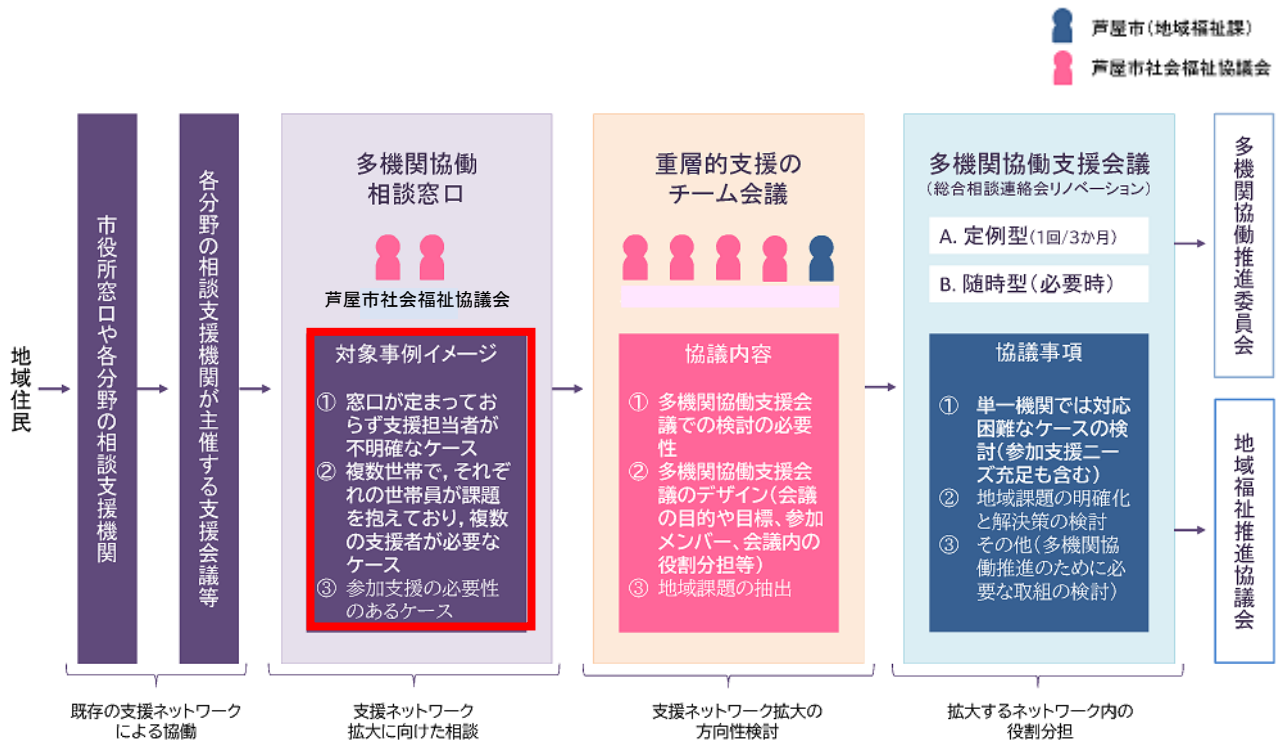 芦屋市(地域福祉課)
芦屋市社会福祉協議会
地域住民
市役所窓口や各分野の相談支援機関
各分野の相談支援機関が主催する支援会議等
多機関協働
相談窓口
芦屋市社会福祉協議会
対象事例イメージ
① 窓口が定まってお
らず支援担当者が
不明確なケース
② 複数世帯で,それぞ
れの世帯員が課題
を抱えており,複数
の支援者が必要な
ケース
③ 参加支援の必要性
のあるケース
重層的支援の
チーム会議
協議内容
① 多機関協働支援会
議での検討の必要
性
② 多機関協働支援会
議のデザイン(会議
の目的や目標、参加
メンバー、会議内の
役割分担等)
③ 地域課題の抽出
多機関協働支援会議
(総合相談連絡会リノベーション)
A. 定例型(1回/3か月)
B. 随時型(必要時)
協議事項
① 単一機関では対応
困難なケースの検
討(参加支援ニー
ズ充足も含む)
② 地域課題の明確化
と解決策の検討
③ その他(多機関協
働推進のために必
要な取組の検討)
多機関協働推進委員会
地域福祉推進協議会
既存の支援ネットワーク
による協働
支援ネットワーク
拡大に向けた相談
支援ネットワーク拡大の
方向性検討
拡大するネットワーク内の
役割分担